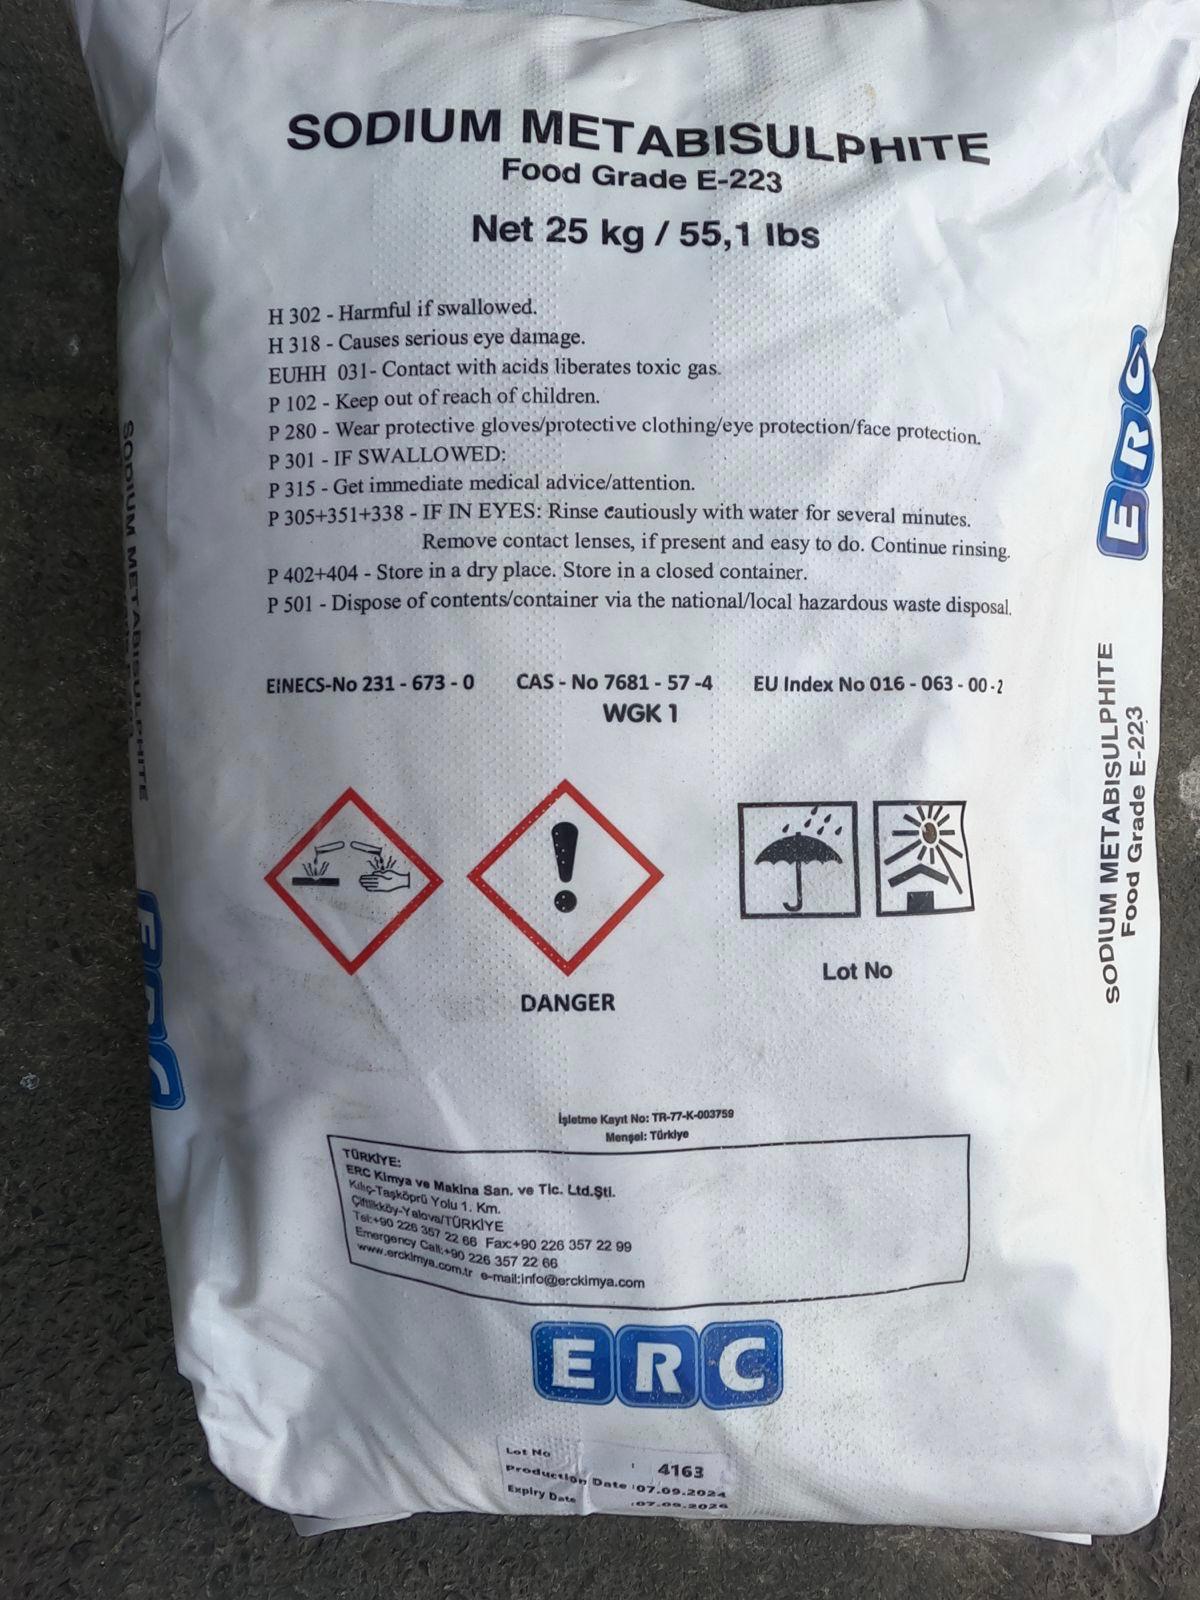 SODIUM METABISULPHITE
Food Grade E-223
Net 25 kg / 55,1 lbs
H 302 - Harmful if swallowed.
H 318 - Causes serious eye damage.
EUHH 031- Contact with acids liberates toxic gas.
P 102 - Keep out of reach of children.
P 280 - Wear protective gloves/protective clothing/eye protection/face protection.
P 301 - IF SWALLOWED:
P 315 - Get immediate medical advice/attention.
P 305+351+338 - IF IN EYES: Rinse cautiously with water for several minutes.
Remove contact lenses, if present and easy to do. Continue rinsing.
P 402+404 - Store in a dry place. Store in a closed container.
P 501 - Dispose of contents/container via the national/local hazardous waste disposal.
EINECS-No 231 - 673 - 0 CAS - No 7681 - 57 -4 EU Index No 016 - 063 - 00 - 2
WGK 1
DANGER
Lot No
İşletme Kayıt No: TR-77-K-003759
Menşei: Türkiye
TÜRKİYE:
ERC Kimya ve Makina San. ve Tic. Ltd.Şti.
Kılıç-Taşköprü Yolu 1. Km.
Çiftlikköy-Yalova/TÜRKİYE
Tel:+90 226 357 22 66 Fax:+90 226 357 22 99
Emergency Call:+90 226 357 22 66
www.erckimya.com.tr e-mail:info@erckimya.com
ERC
Lot No : 4163
Production Date :07.09.2024
Expiry Date :07.09.2026
ERC
SODIUM METABISULPHITE
Food Grade E-223
SODIUM METABISULPHITE
ERC